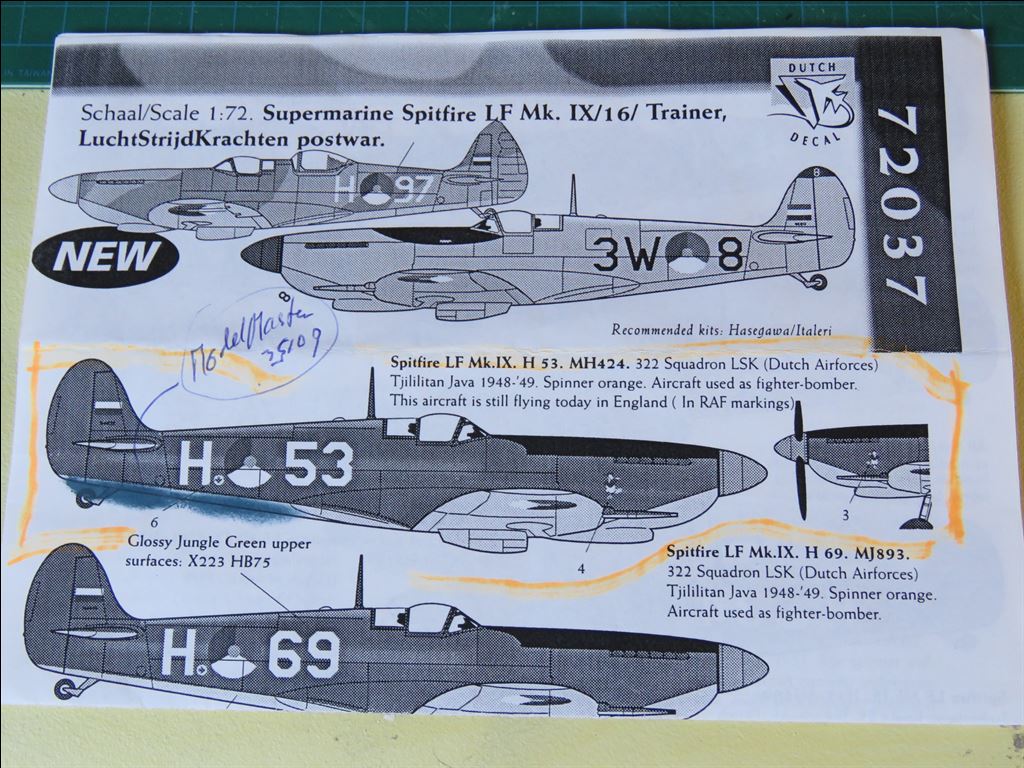 IN TAIWAN
DUTCH
DECAL
72037
Schaal/Scale 1:72. Supermarine Spitfire LF Mk. IX/16/ Trainer,
LuchtStrijdKrachten postwar.
H 97
NEW
3W 8
8
8
Recommended kits: Hasegawa/Italeri
ModelMaster
Spitfire LF Mk.IX. H 53. MH424. 322 Squadron LSK (Dutch Airforces)
Tjililitan Java 1948-'49. Spinner orange. Aircraft used as fighter-bomber.
This aircraft is still flying today in England ( In RAF markings)
H 53
6
4
3
Glossy Jungle Green upper
surfaces: X223 HB75
Spitfire LF Mk.IX. H 69. MJ893.
322 Squadron LSK (Dutch Airforces)
Tjililitan Java 1948-'49. Spinner orange.
Aircraft used as fighter-bomber.
H 69